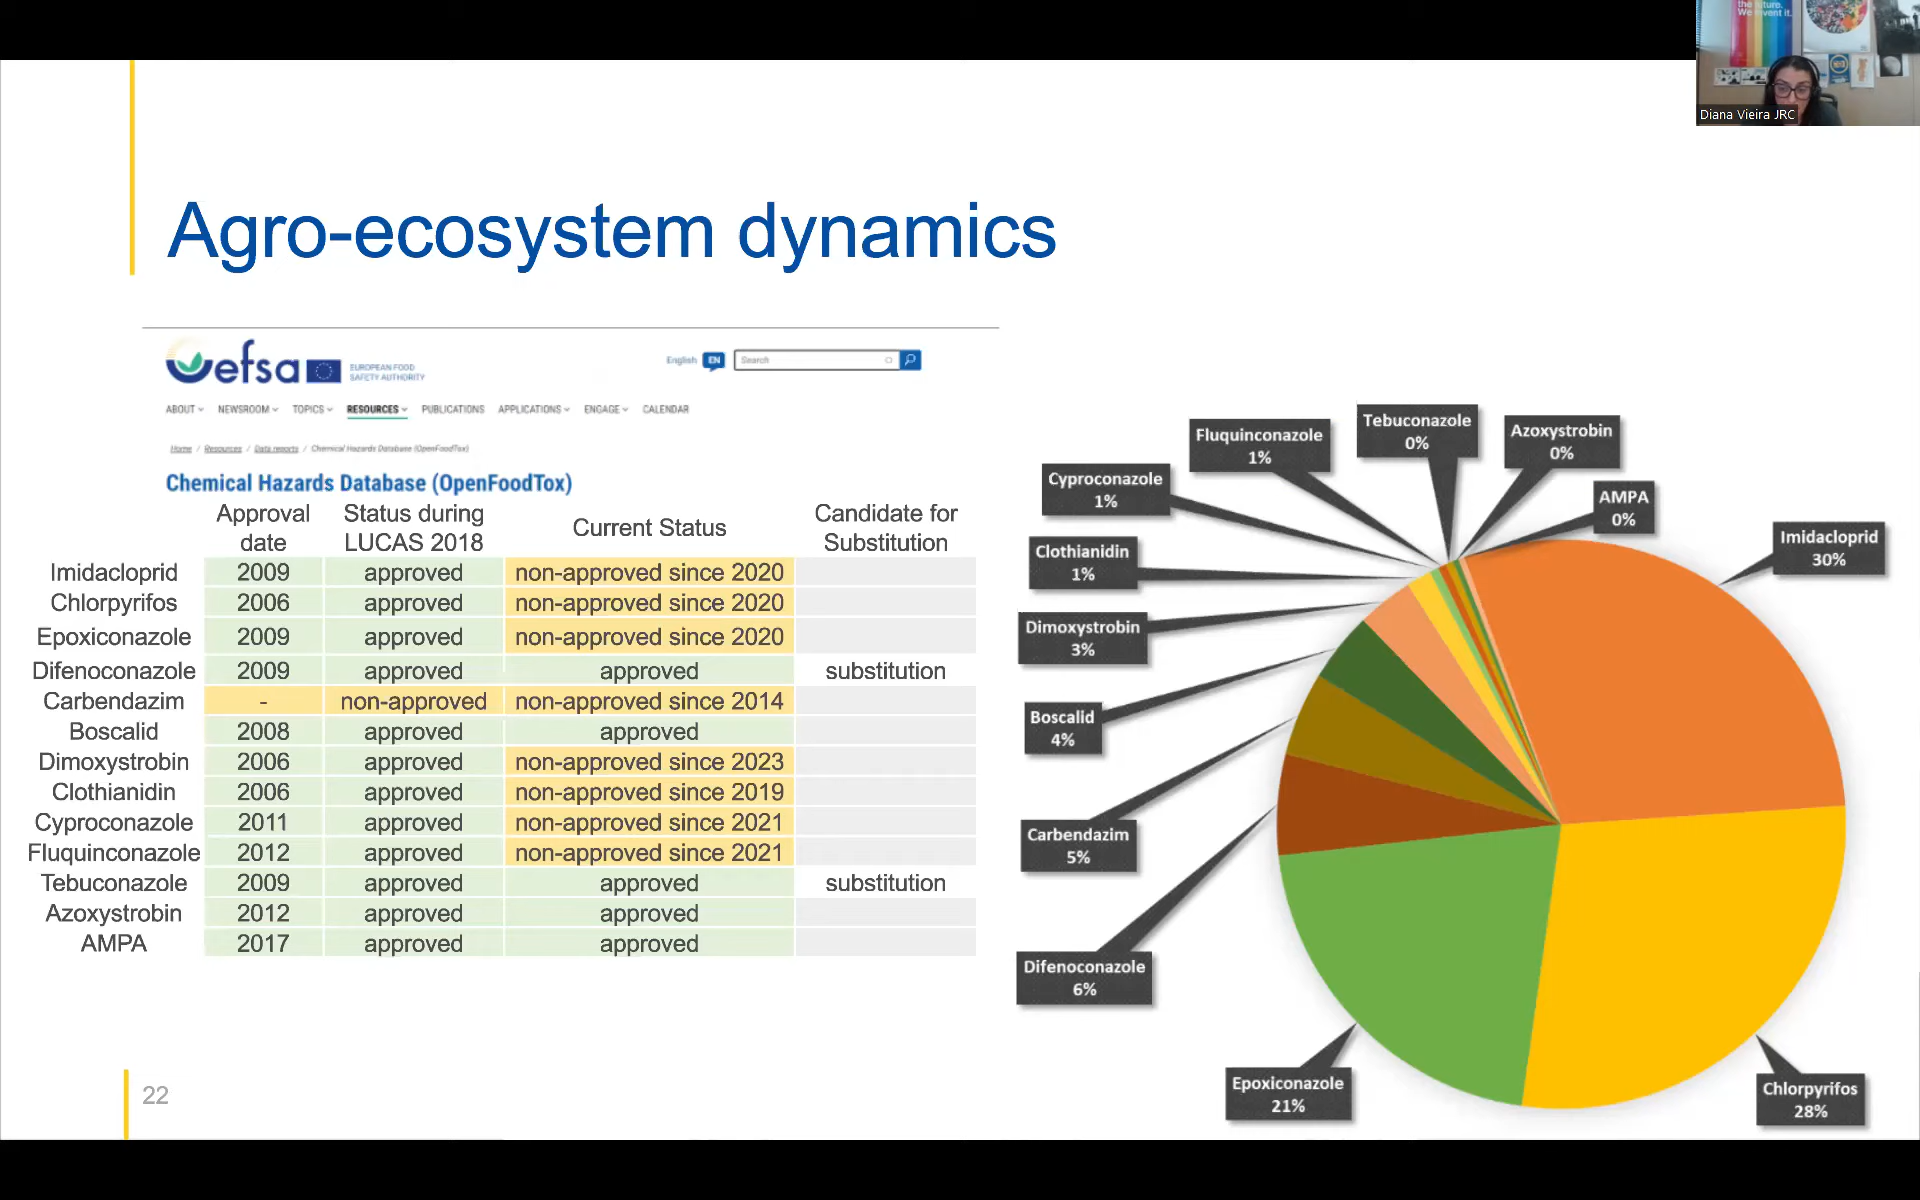 the future.
We invent it.
Diana Vieira JRC
Agro-ecosystem dynamics
efsa
EUROPEAN FOOD
SAFETY AUTHORITY
English EN Search
ABOUT NEWSROOM TOPICS RESOURCES PUBLICATIONS APPLICATIONS ENGAGE CALENDAR
Home / Resources / Data reports / Chemical Hazards Database (OpenFoodTox)
Chemical Hazards Database (OpenFoodTox)
Approval date Status during LUCAS 2018 Current Status Candidate for Substitution
Imidacloprid 2009 approved non-approved since 2020
Chlorpyrifos 2006 approved non-approved since 2020
Epoxiconazole 2009 approved non-approved since 2020
Difenoconazole 2009 approved approved substitution
Carbendazim - non-approved non-approved since 2014
Boscalid 2008 approved approved
Dimoxystrobin 2006 approved non-approved since 2023
Clothianidin 2006 approved non-approved since 2019
Cyproconazole 2011 approved non-approved since 2021
Fluquinconazole 2012 approved non-approved since 2021
Tebuconazole 2009 approved approved substitution
Azoxystrobin 2012 approved approved
AMPA 2017 approved approved
Tebuconazole
0%
Azoxystrobin
0%
Fluquinconazole
1%
Cyproconazole
1%
AMPA
0%
Imidacloprid
30%
Clothianidin
1%
Dimoxystrobin
3%
Boscalid
4%
Carbendazim
5%
Difenoconazole
6%
Epoxiconazole
21%
Chlorpyrifos
28%
22